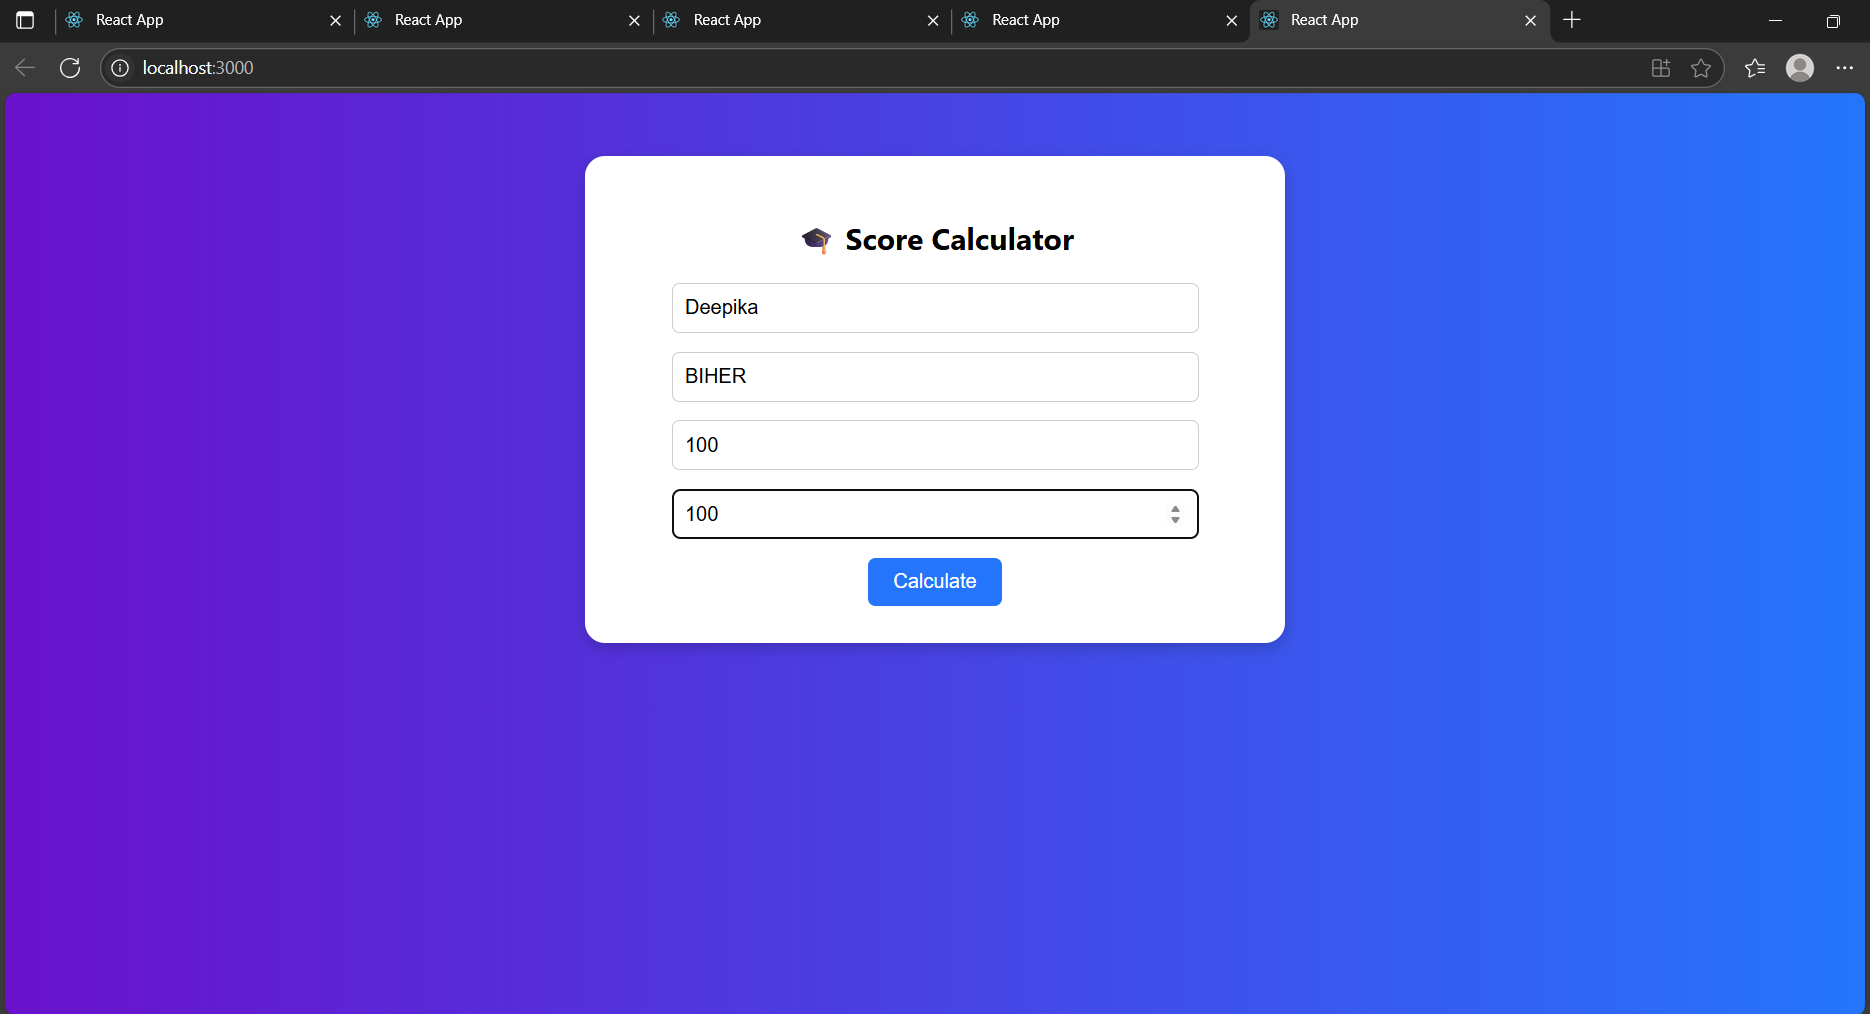 React App
React App
React App
React App
React App
localhost:3000
🎓 Score Calculator
Deepika
BIHER
100
100
Calculate